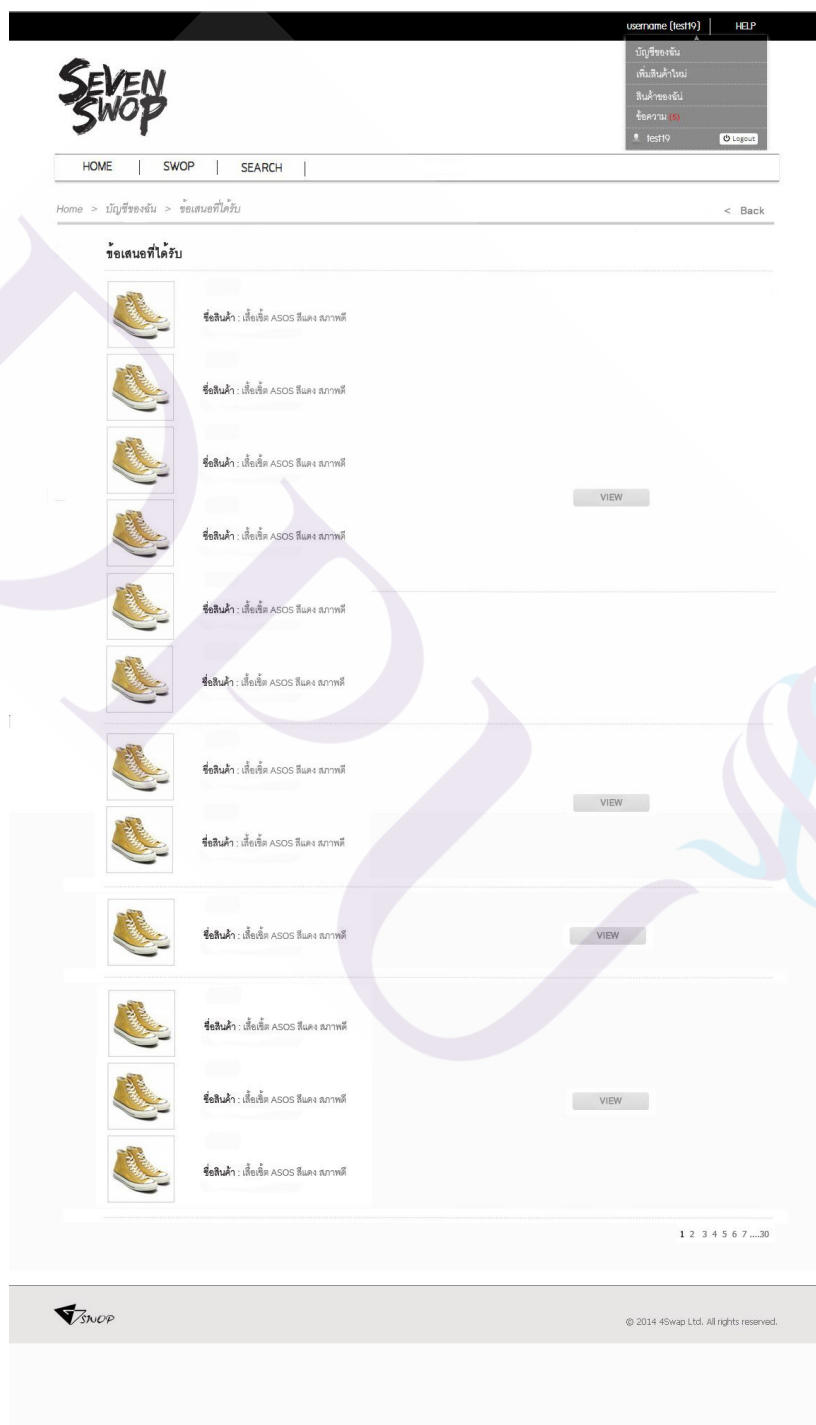 username (test19) HELP
บัญชีของฉัน
เพิ่มสินค้าใหม่
สินค้าของฉัน
ข้อความ (5)
test19 Logout
SEVEN
SWOP
HOME | SWOP | SEARCH |
Home > บัญชีของฉัน > ข้อเสนอที่ได้รับ < Back
ข้อเสนอที่ได้รับ
ชื่อสินค้า : เสื้อเชิ้ต ASOS สีแดง สภาพดี
ชื่อสินค้า : เสื้อเชิ้ต ASOS สีแดง สภาพดี
ชื่อสินค้า : เสื้อเชิ้ต ASOS สีแดง สภาพดี
VIEW
ชื่อสินค้า : เสื้อเชิ้ต ASOS สีแดง สภาพดี
ชื่อสินค้า : เสื้อเชิ้ต ASOS สีแดง สภาพดี
ชื่อสินค้า : เสื้อเชิ้ต ASOS สีแดง สภาพดี
ชื่อสินค้า : เสื้อเชิ้ต ASOS สีแดง สภาพดี
VIEW
ชื่อสินค้า : เสื้อเชิ้ต ASOS สีแดง สภาพดี
ชื่อสินค้า : เสื้อเชิ้ต ASOS สีแดง สภาพดี VIEW
ชื่อสินค้า : เสื้อเชิ้ต ASOS สีแดง สภาพดี
ชื่อสินค้า : เสื้อเชิ้ต ASOS สีแดง สภาพดี VIEW
ชื่อสินค้า : เสื้อเชิ้ต ASOS สีแดง สภาพดี
1 2 3 4 5 6 7 ....30
7SWOP © 2014 4Swap Ltd. All rights reserved.
DPU